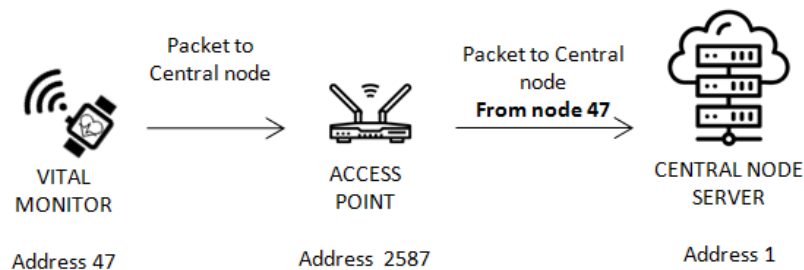 Packet to
Central node
Packet to Central
node
From node 47
VITAL
MONITOR
ACCESS
POINT
CENTRAL NODE
SERVER
Address 47
Address 2587
Address 1